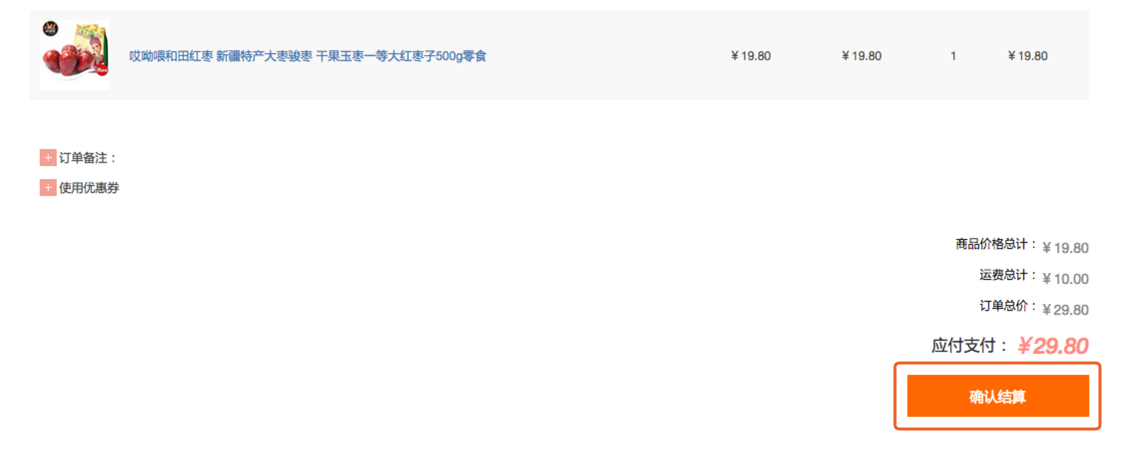 哎呦喂和田红枣 新疆特产大枣骏枣 干果玉枣一等大红枣子500g零食 ￥19.80 ￥19.80 1 ￥19.80
+ 订单备注：
+ 使用优惠券
商品价格总计：￥19.80
运费总计：￥10.00
订单总价：￥29.80
应付支付：￥29.80
确认结算